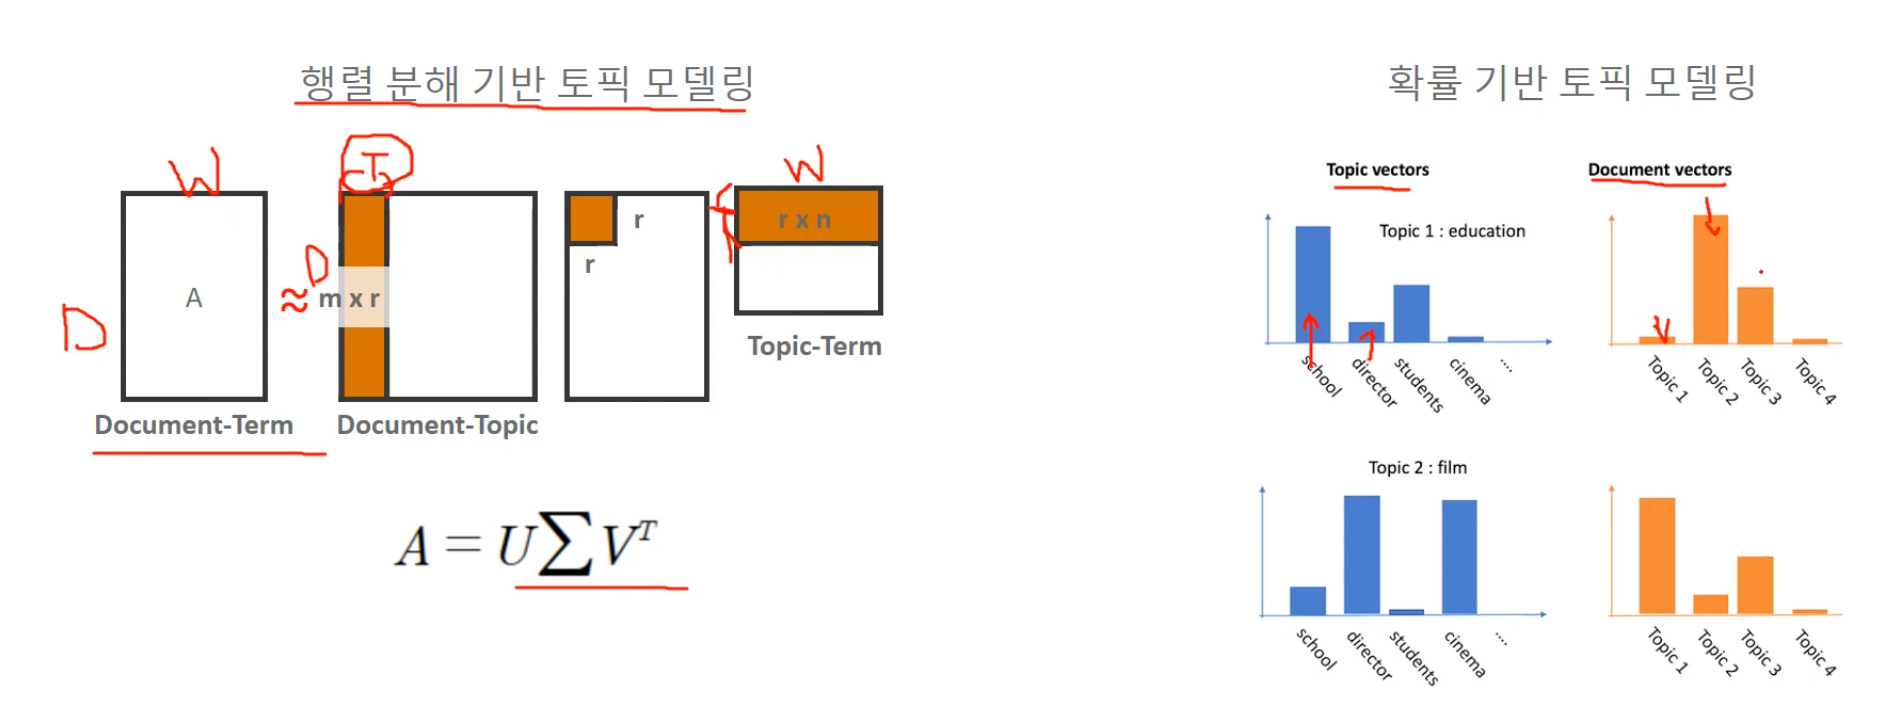 행렬 분해 기반 토픽 모델링
W
T
W
D
A
≈
D
m x r
r
r
r x n
Document-Term
Document-Topic
Topic-Term
A = U∑V^T
확률 기반 토픽 모델링
Topic vectors
Document vectors
Topic 1 : education
school
director
students
cinema
....
Topic 1
Topic 2
Topic 3
Topic 4
Topic 2 : film
school
director
students
cinema
....
Topic 1
Topic 2
Topic 3
Topic 4